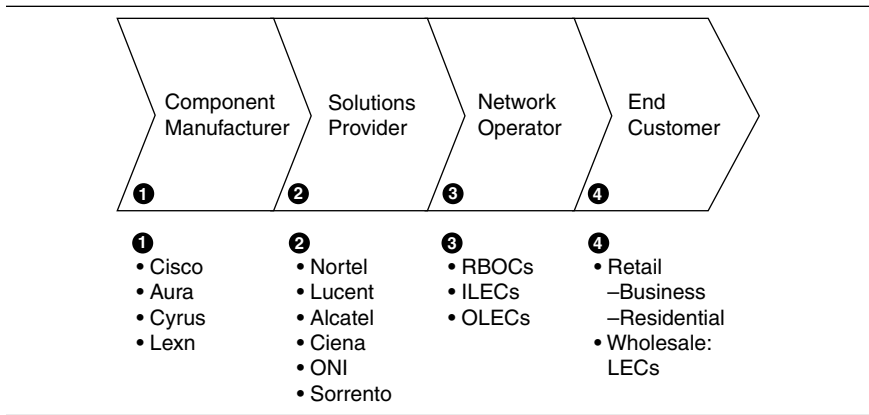 Component
Manufacturer
Solutions
Provider
Network
Operator
End
Customer
❶
❷
❸
❹
❶
• Cisco
• Aura
• Cyrus
• Lexn
❷
• Nortel
• Lucent
• Alcatel
• Ciena
• ONI
• Sorrento
❸
• RBOCs
• ILECs
• OLECs
❹
• Retail
–Business
–Residential
• Wholesale:
LECs